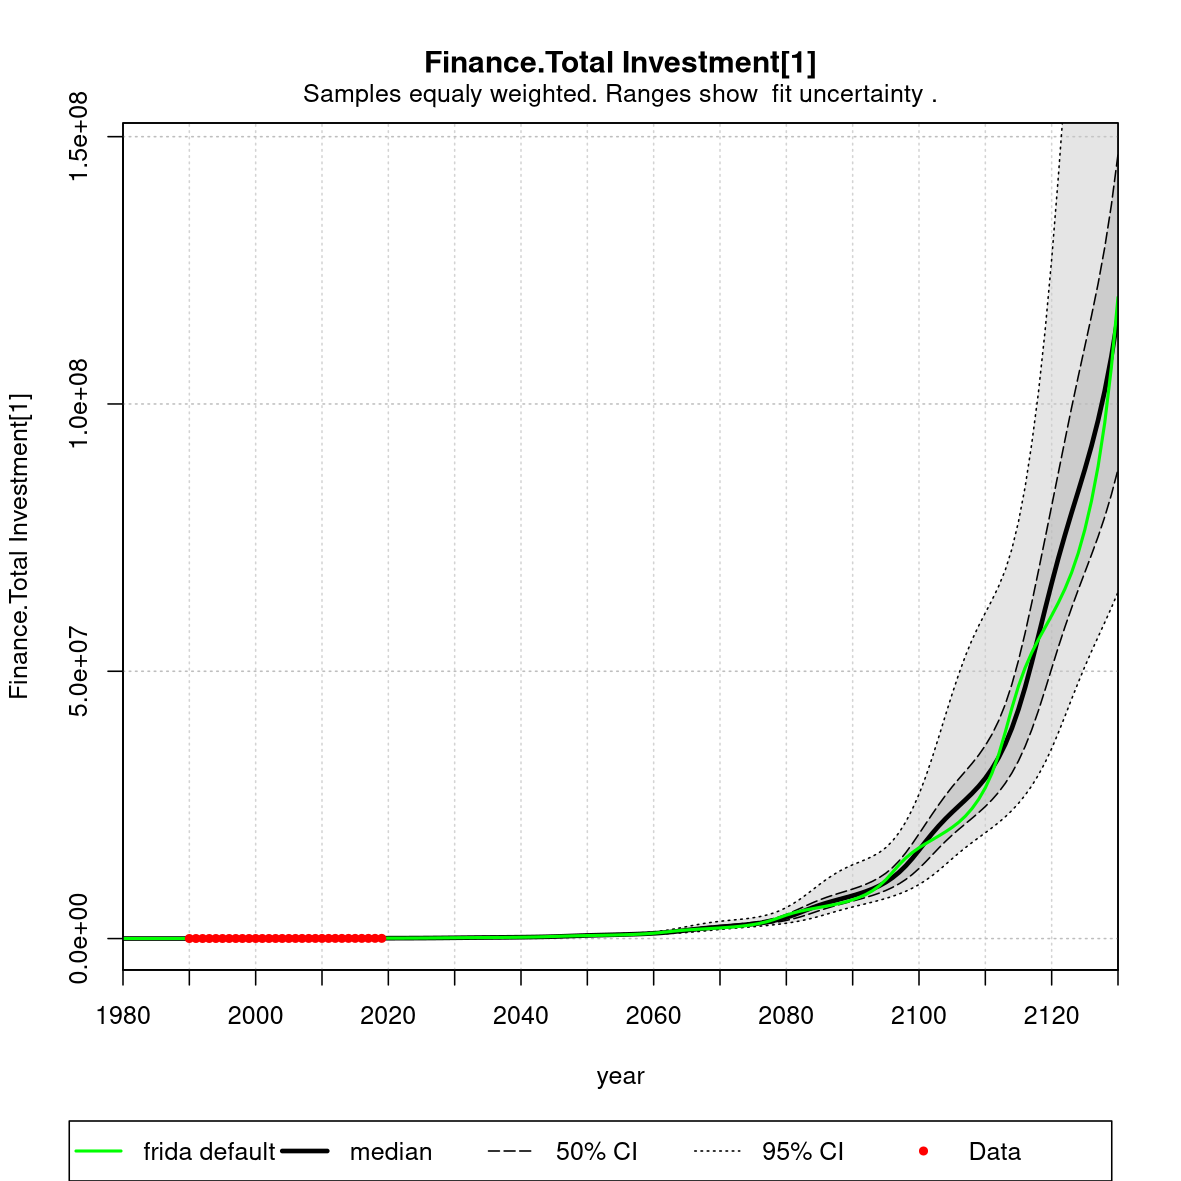 Finance.Total Investment[1]
Samples equaly weighted. Ranges show  fit uncertainty .
Finance.Total Investment[1]
1.5e+08
1.0e+08
5.0e+07
0.0e+00
1980 2000 2020 2040 2060 2080 2100 2120
year
frida default median 50% CI 95% CI Data